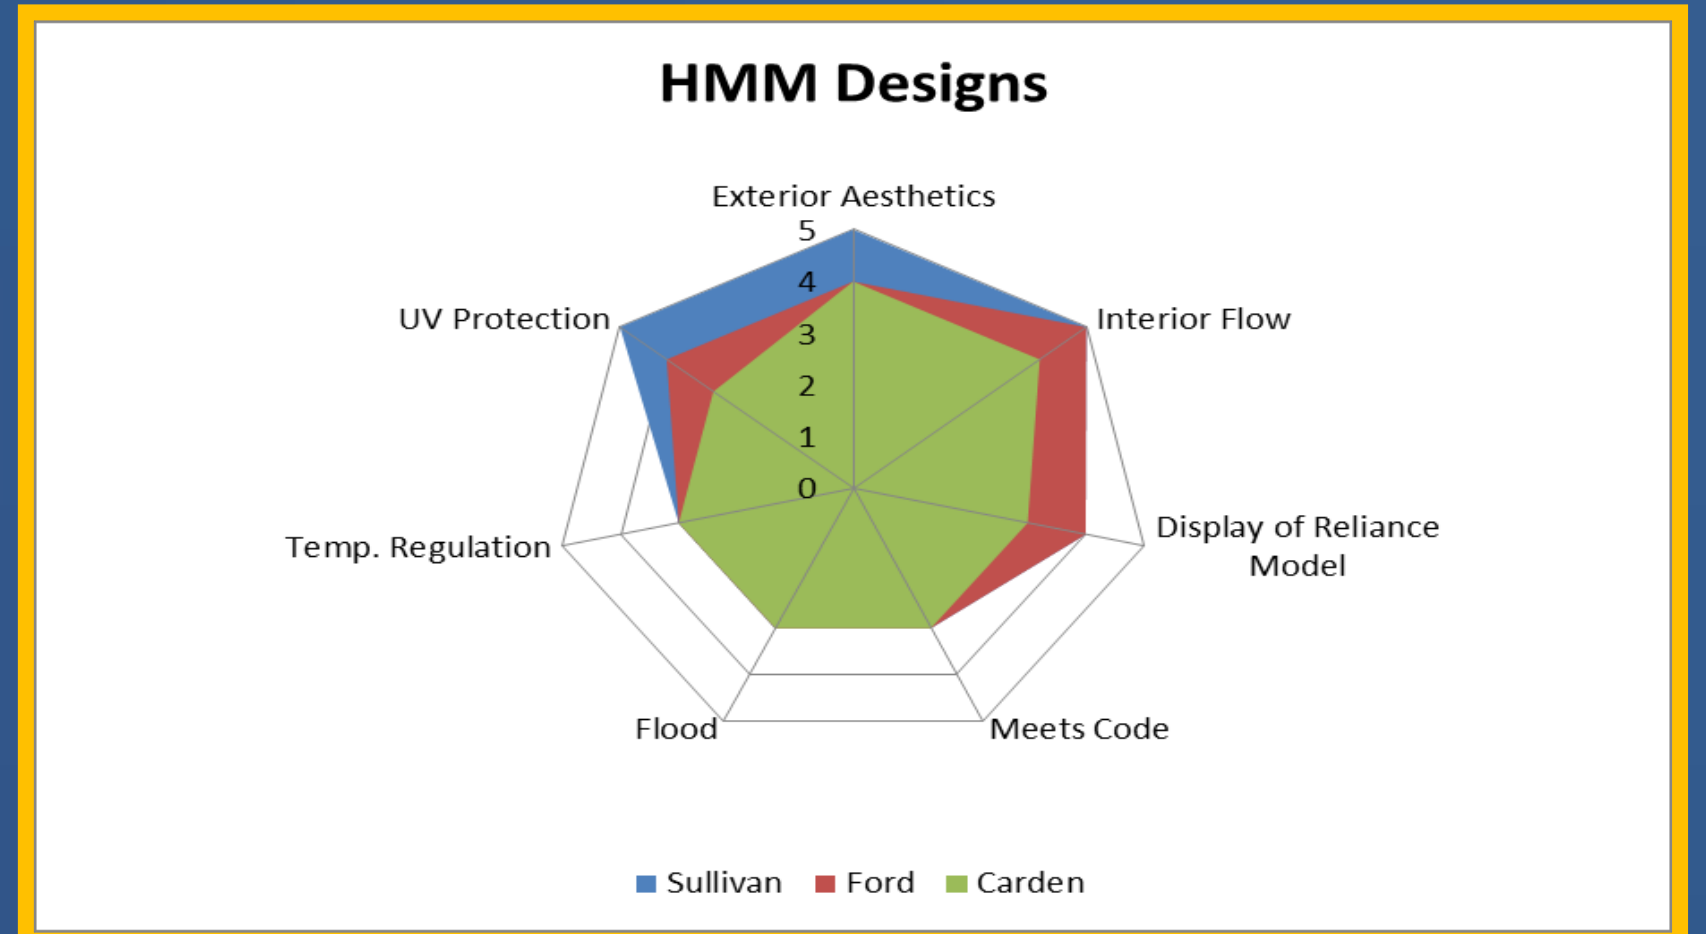 HMM Designs
Exterior Aesthetics
5
4
3
2
1
0
UV Protection
Interior Flow
Temp. Regulation
Display of Reliance
Model
Flood
Meets Code
Sullivan
Ford
Carden